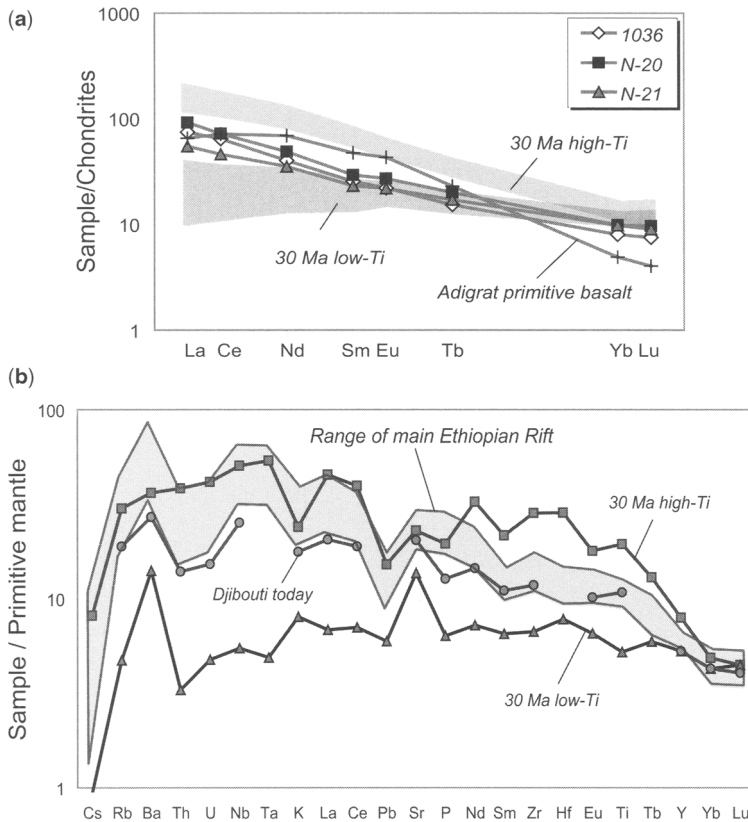 (a)
1000
100
10
1
Sample/Chondrites
1036
N-20
N-21
30 Ma high-Ti
30 Ma low-Ti
Adigrat primitive basalt
La Ce Nd Sm Eu Tb Yb Lu
(b)
100
10
1
Sample / Primitive mantle
Range of main Ethiopian Rift
30 Ma high-Ti
Djibouti today
30 Ma low-Ti
Cs Rb Ba Th U Nb Ta K La Ce Pb Sr P Nd Sm Zr Hf Eu Ti Tb Y Yb Lu